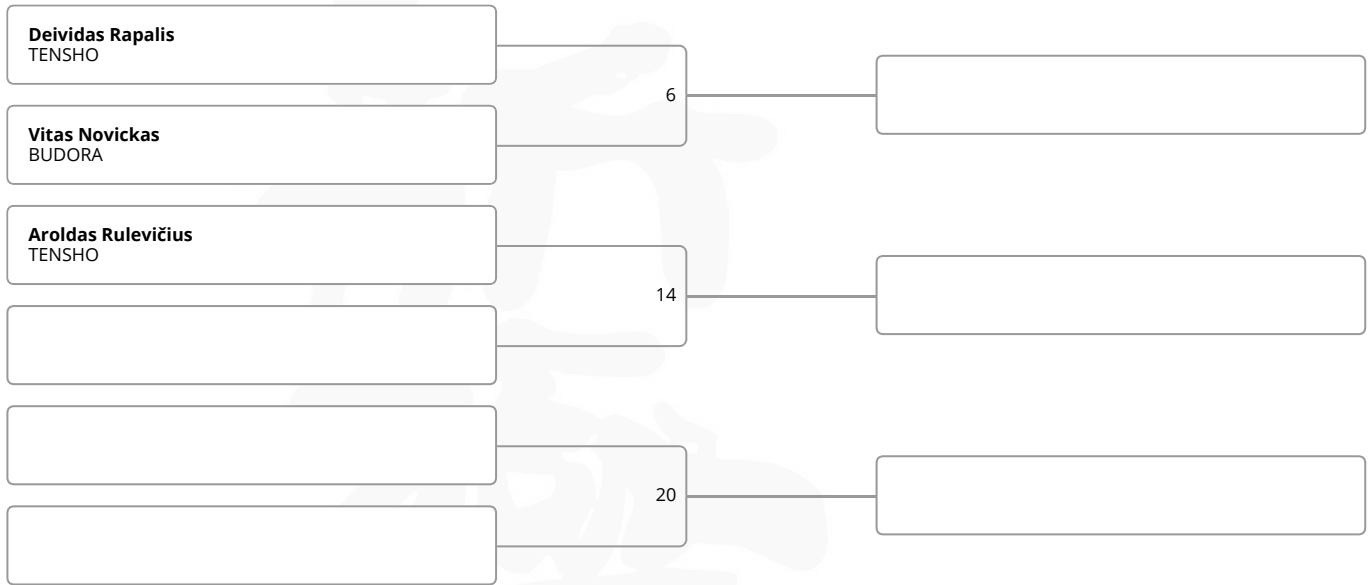 Deividas Rapalis
TENSHO
6
Vitas Novickas
BUDORA
Aroldas Rulevičius
TENSHO
14
20